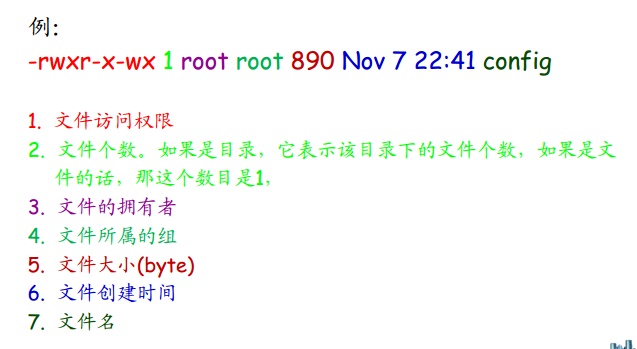 例：
-rwxr-x-wx 1 root root 890 Nov 7 22:41 config
1. 文件访问权限
2. 文件个数。如果是目录，它表示该目录下的文件个数，如果是文
件的话，那这个数目是1，
3. 文件的拥有者
4. 文件所属的组
5. 文件大小(byte)
6. 文件创建时间
7. 文件名